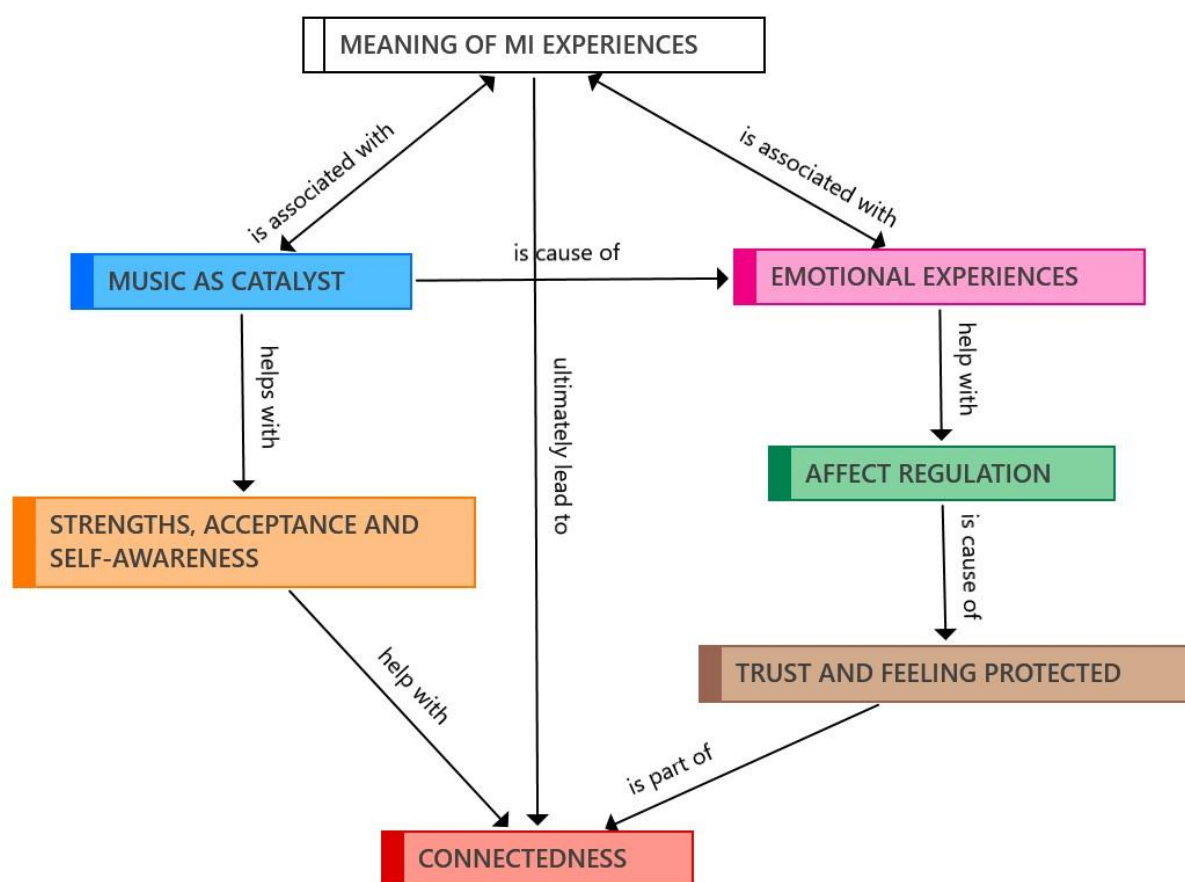 MEANING OF MI EXPERIENCES
is associated with
is associated with
is cause of
MUSIC AS CATALYST
EMOTIONAL EXPERIENCES
helps with
ultimately lead to
help with
AFFECT REGULATION
STRENGTHS, ACCEPTANCE AND
SELF-AWARENESS
is cause of
help with
TRUST AND FEELING PROTECTED
is part of
CONNECTEDNESS